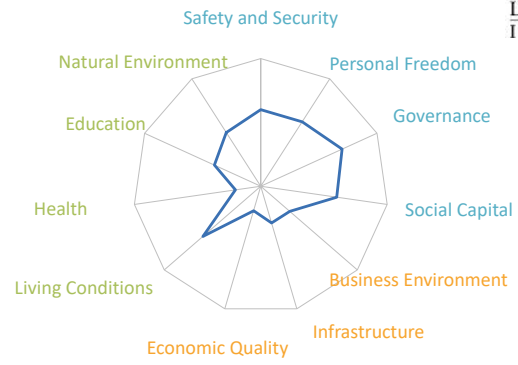 Safety and Security
Natural Environment
Personal Freedom
Education
Governance
Health
Social Capital
Living Conditions
Business Environment
Infrastructure
Economic Quality